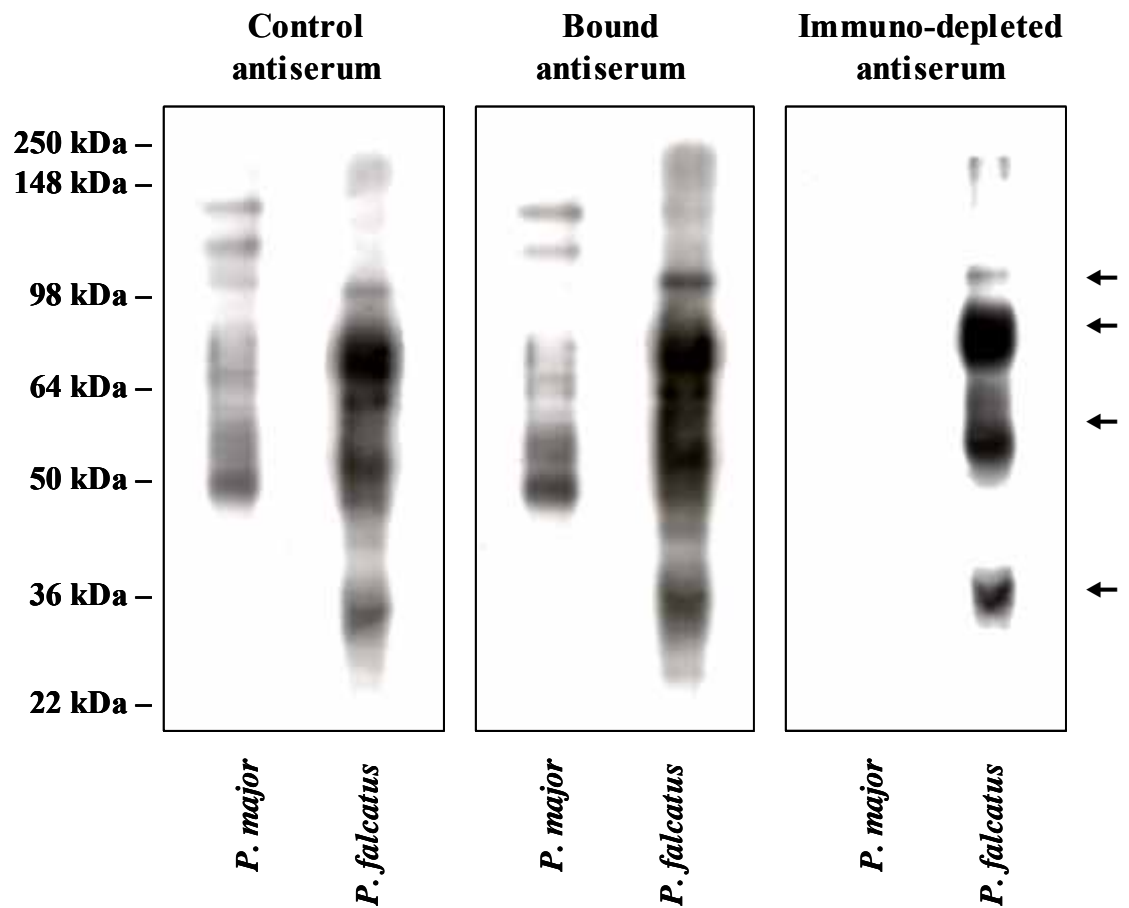 Control
antiserum
Bound
antiserum
Immuno-depleted
antiserum
250 kDa –
148 kDa –
98 kDa –
64 kDa –
50 kDa –
36 kDa –
22 kDa –
P. major
P. falcatus
P. major
P. falcatus
P. major
P. falcatus